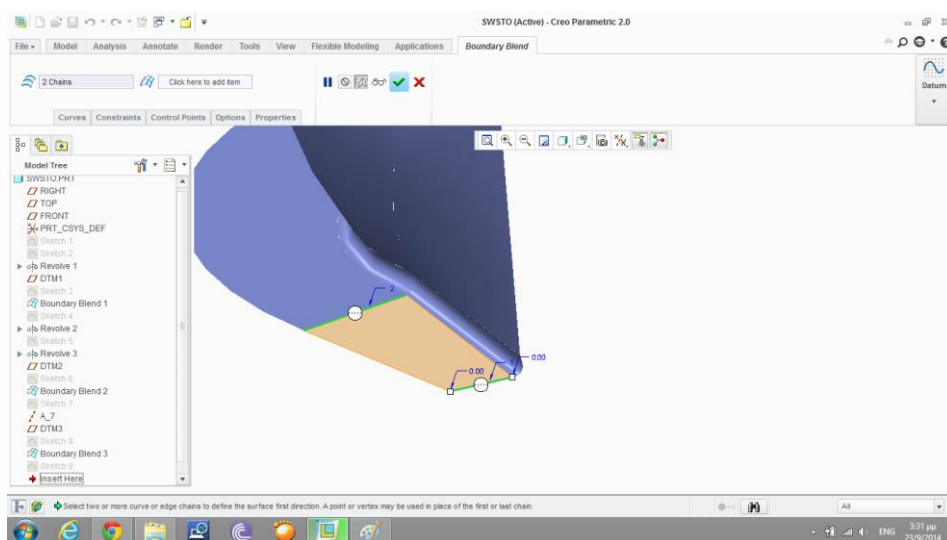 SWSTO (Active) - Creo Parametric 2.0
File Model Analysis Annotate Render Tools View Flexible Modeling Applications Boundary Blend
2 Chains Click here to add item
Datum
Curves Constraints Control Points Options Properties
Model Tree
SWSTO.PRT
RIGHT
TOP
FRONT
PRT_CSYS_DEF
Sketch 1
Sketch 2
Revolve 1
DTM1
Sketch 3
Boundary Blend 1
Sketch 4
Revolve 2
Sketch 5
Revolve 3
DTM2
Sketch 6
Boundary Blend 2
Sketch 7
A_7
DTM3
Sketch 8
Boundary Blend 3
Sketch 9
Insert Here
2
1
0.00
0.00
Select two or more curve or edge chains to define the surface first direction. A point or vertex may be used in place of the first or last chain.
All
ENG
3:31 μμ
23/9/2014